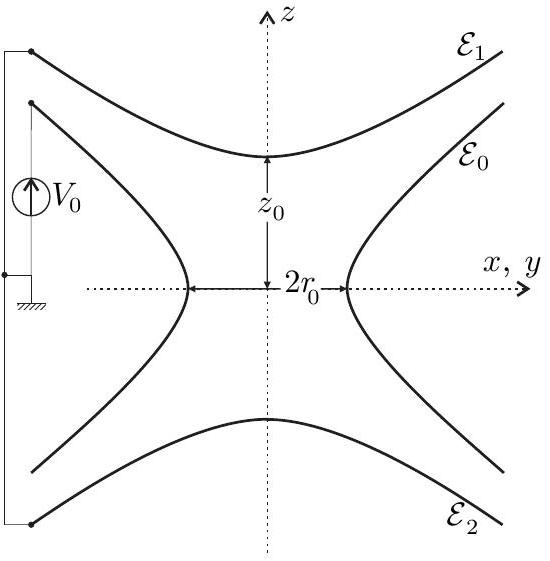 z
ℰ₁
ℰ₀
V₀
z₀
x, y
2r₀
ℰ₂